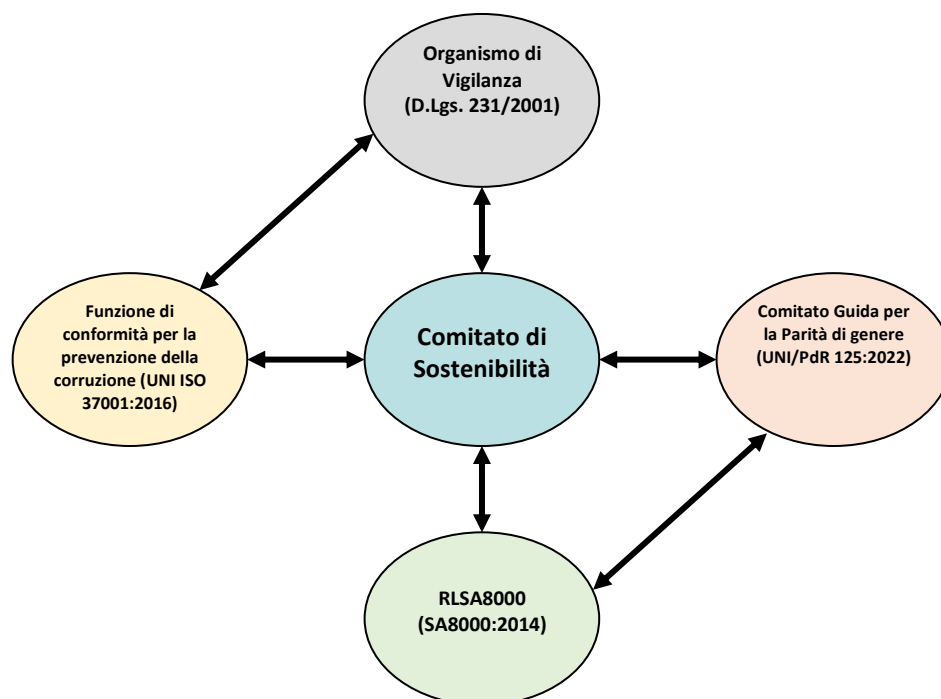 Organismo di
Vigilanza
(D.Lgs. 231/2001)
Funzione di
conformità per la
prevenzione della
corruzione (UNI ISO
37001:2016)
Comitato di
Sostenibilità
Comitato Guida per
la Parità di genere
(UNI/PdR 125:2022)
RLSA8000
(SA8000:2014)